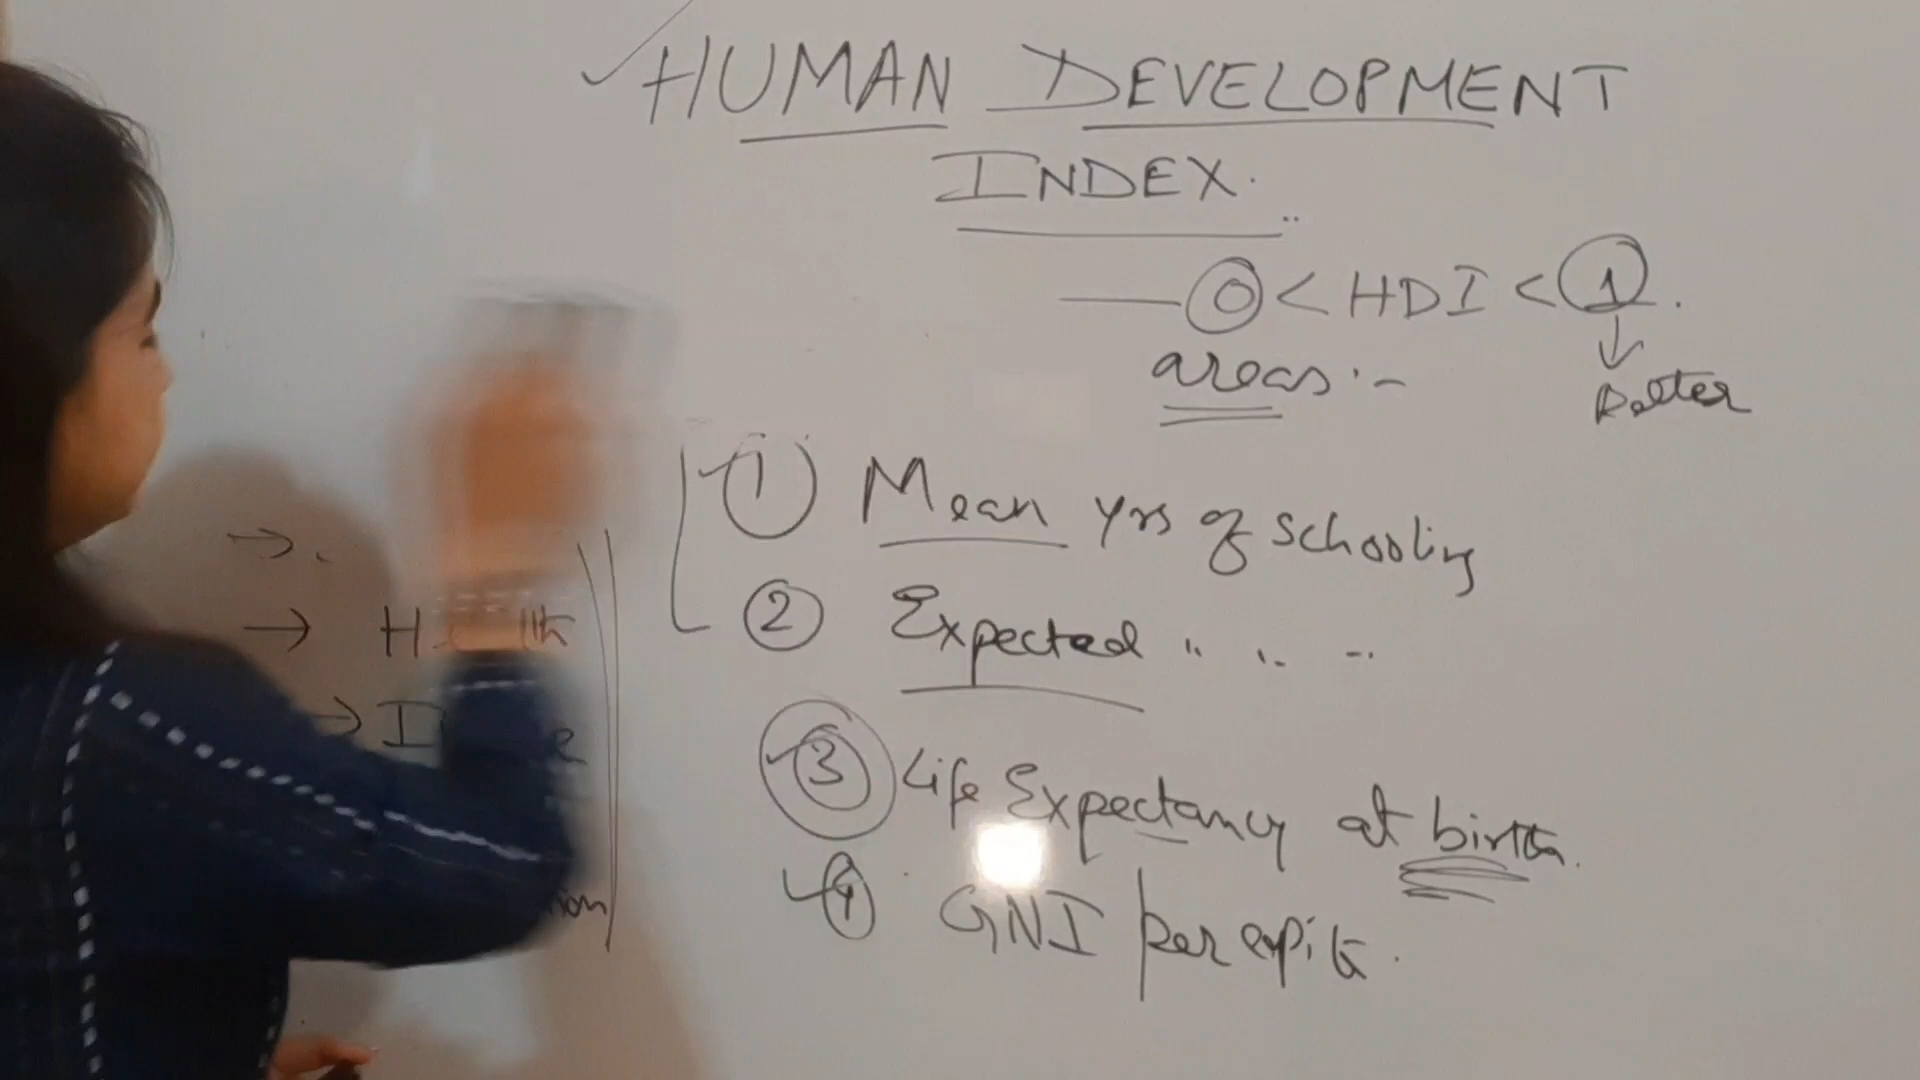 HUMAN DEVELOPMENT
INDEX.
0 < HDI < 1.
Better
areas :-
① Mean yrs of schooling
② Expected " " "
③ Life Expectancy at birth.
④ GNI per capita.
→ .
→
→